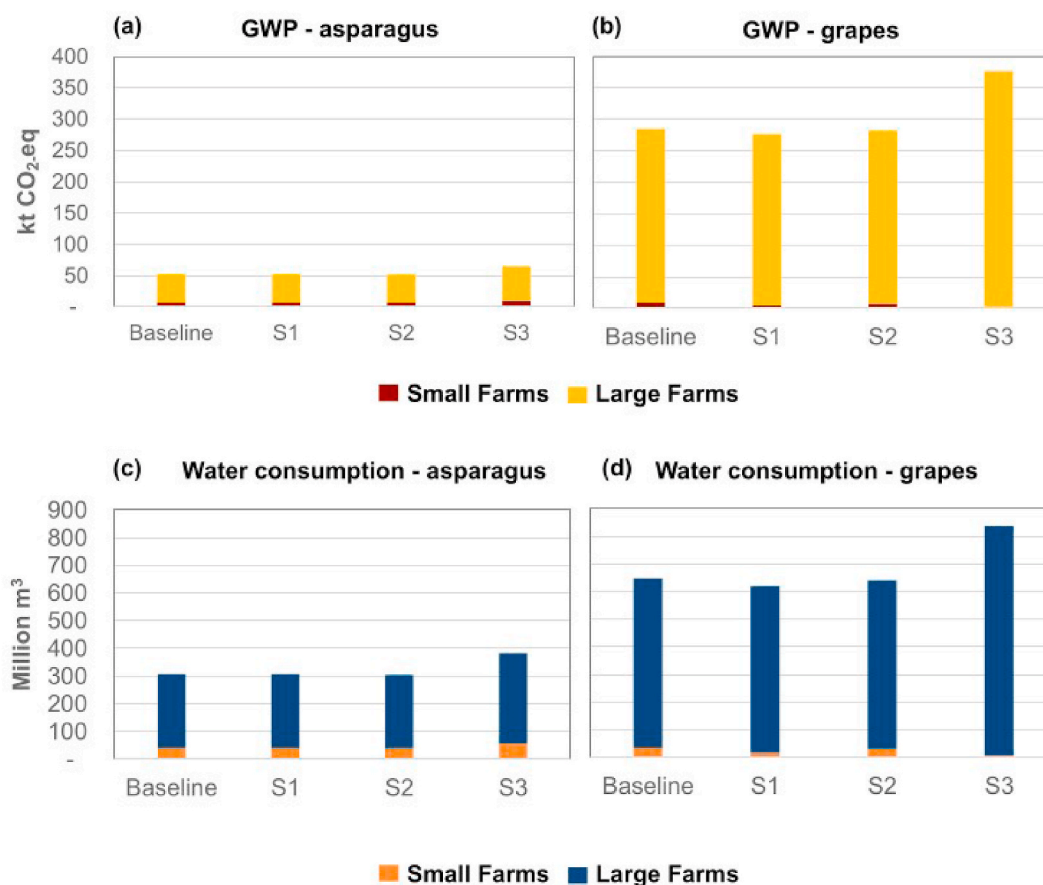 (a) GWP - asparagus
(b) GWP - grapes
kt CO₂-eq
400
350
300
250
200
150
100
50
-
Baseline S1 S2 S3
Baseline S1 S2 S3
Small Farms Large Farms
(c) Water consumption - asparagus
(d) Water consumption - grapes
Million m³
900
800
700
600
500
400
300
200
100
-
Baseline S1 S2 S3
Baseline S1 S2 S3
Small Farms Large Farms